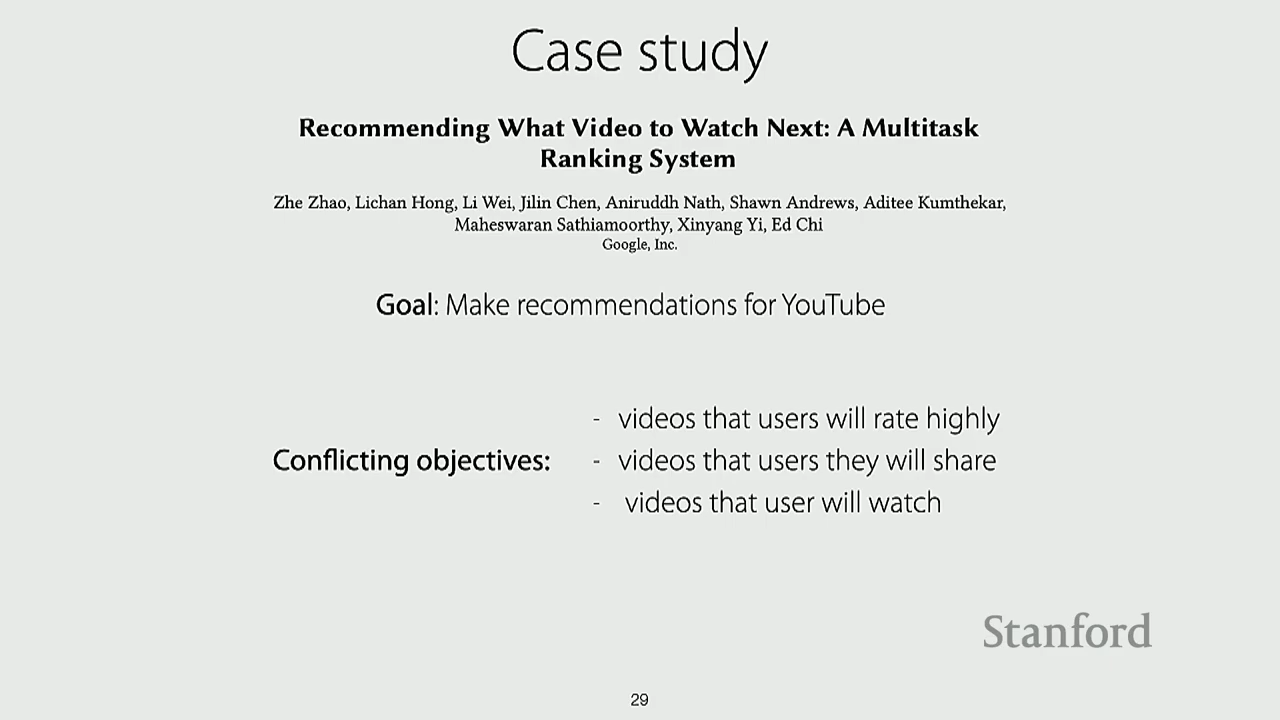 Case study
Recommending What Video to Watch Next: A Multitask
Ranking System
Zhe Zhao, Lichan Hong, Li Wei, Jilin Chen, Aniruddh Nath, Shawn Andrews, Aditee Kumthekar,
Maheswaran Sathiamoorthy, Xinyang Yi, Ed Chi
Google, Inc.
Goal: Make recommendations for YouTube
Conflicting objectives:
- videos that users will rate highly
- videos that users they will share
- videos that user will watch
Stanford
29